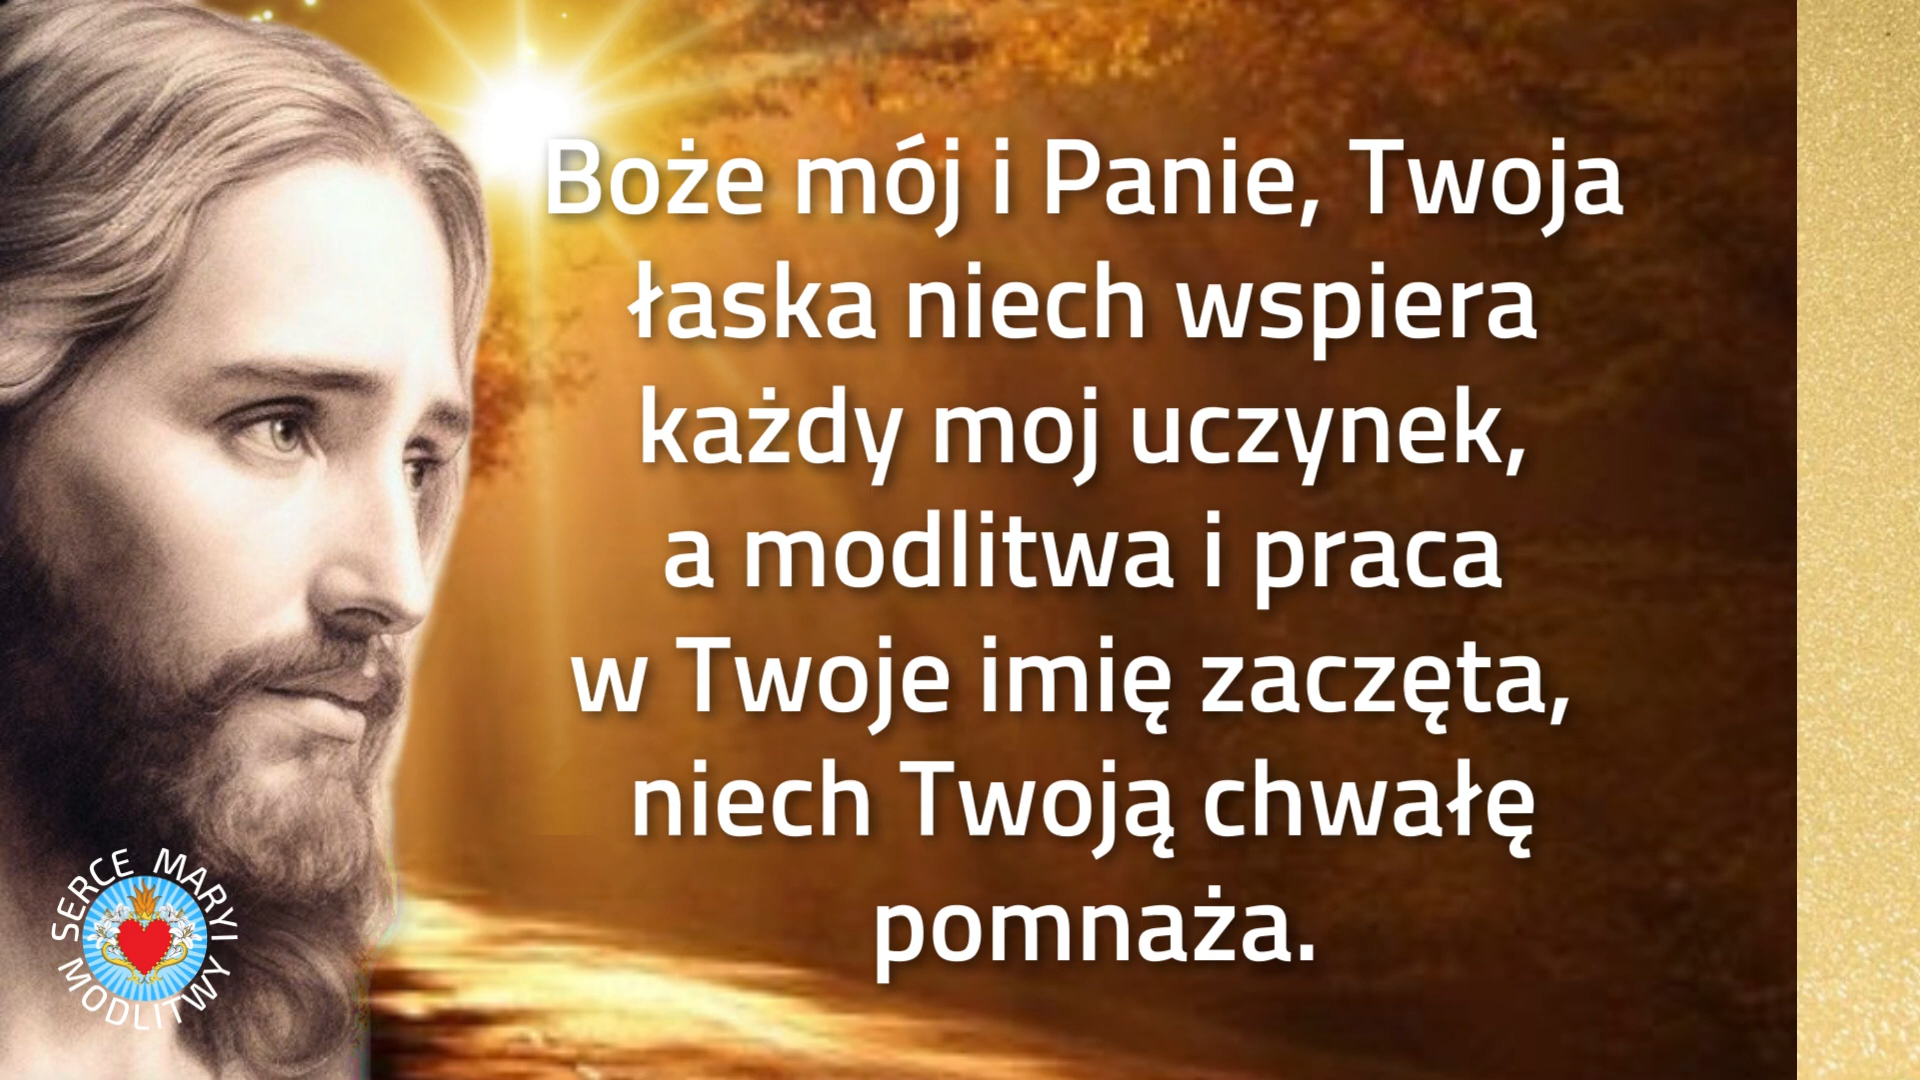 Boże mój i Panie, Twoja
łaska niech wspiera
każdy moj uczynek,
a modlitwa i praca
w Twoje imię zaczęta,
niech Twoją chwałę
pomnaża.
SERCE MARYI
MODLITWY